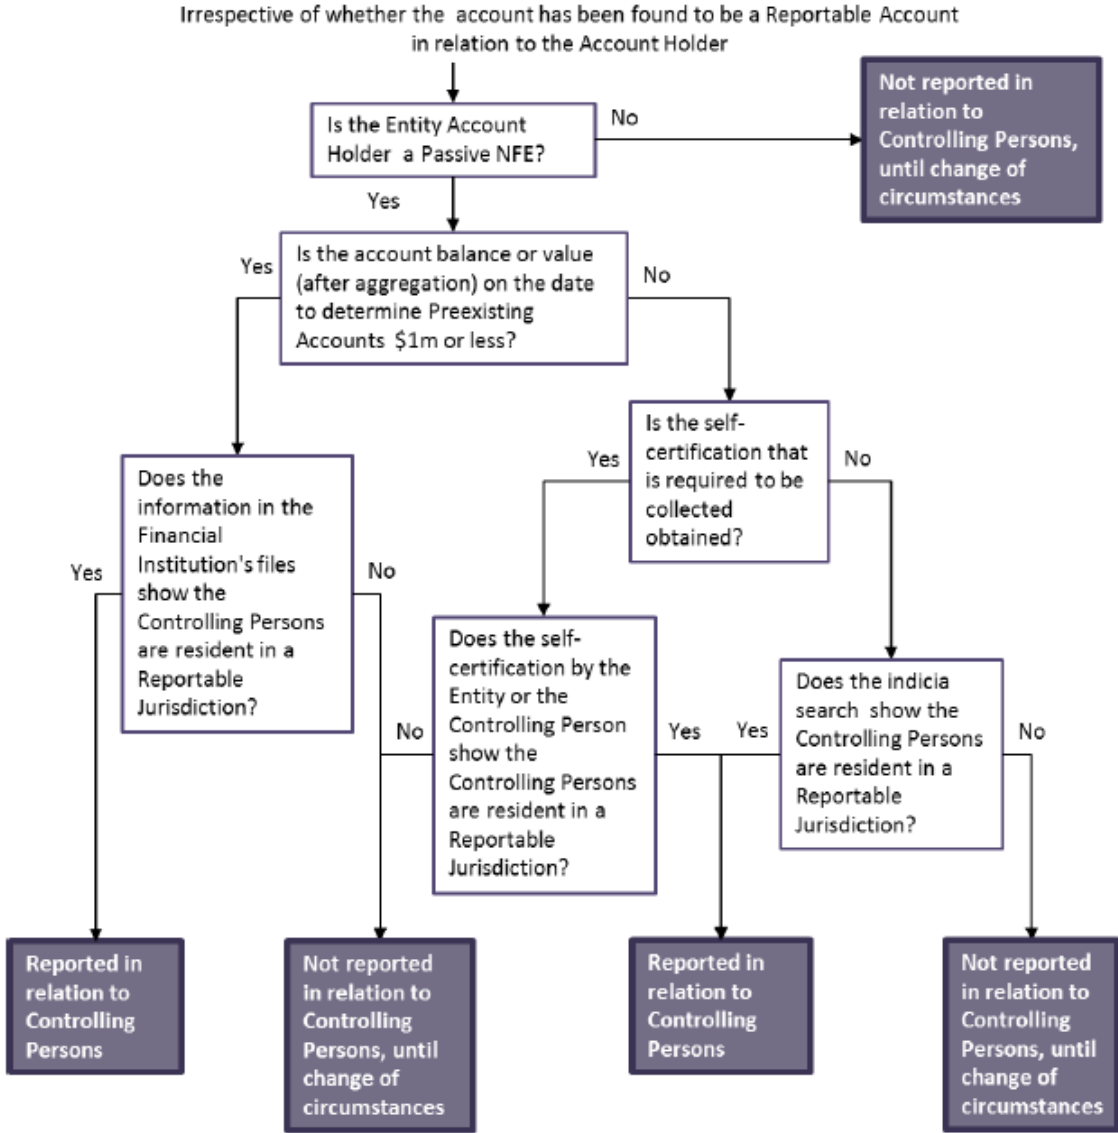 Irrespective of whether the account has been found to be a Reportable Account
in relation to the Account Holder
Is the Entity Account
Holder a Passive NFE?
No
Not reported in
relation to
Controlling Persons,
until change of
circumstances
Yes
Is the account balance or value
(after aggregation) on the date
to determine Preexisting
Accounts $1m or less?
Yes
No
Is the self-
certification that
is required to be
collected
obtained?
Yes
No
Does the
information in the
Financial
Institution's files
show the
Controlling Persons
are resident in a
Reportable
Jurisdiction?
Yes
No
Does the self-
certification by the
Entity or the
Controlling Person
show the
Controlling Persons
are resident in a
Reportable
Jurisdiction?
No
Yes
Does the indicia
search show the
Controlling Persons
are resident in a
Reportable
Jurisdiction?
Yes
No
Reported in
relation to
Controlling
Persons
Not reported
in relation to
Controlling
Persons, until
change of
circumstances
Reported in
relation to
Controlling
Persons
Not reported
in relation to
Controlling
Persons, until
change of
circumstances